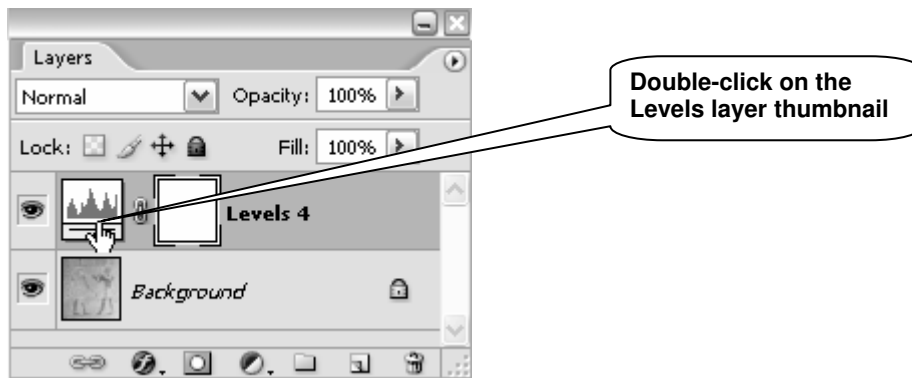 Layers
Normal Opacity: 100%
Lock: Fill: 100%
Levels 4
Background
Double-click on the
Levels layer thumbnail